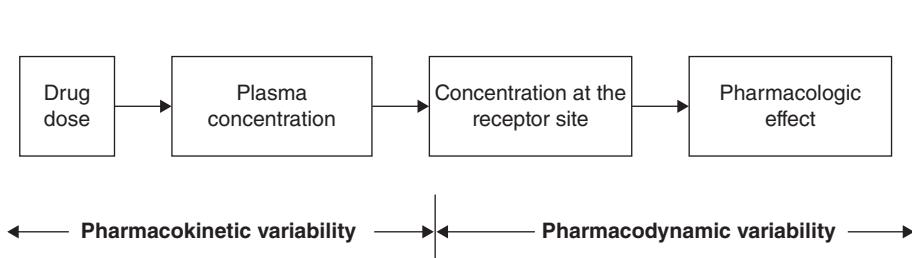 Drug
dose
Plasma
concentration
Concentration at the
receptor site
Pharmacologic
effect
Pharmacokinetic variability
Pharmacodynamic variability